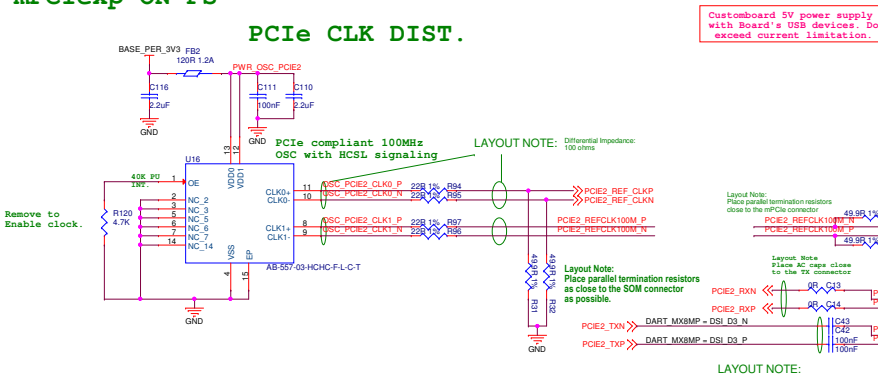 PCIe CLK DIST.
Customboard 5V power supply
with Board's USB devices. Do
exceed current limitation.
BASE_PER_3V3
FB2
120R 1.2A
PWR_OSC_PCIE2
C116
2.2uF
GND
C111
100nF
C110
2.2uF
GND
PCIe compliant 100MHz
OSC with HCSL signaling
LAYOUT NOTE:
Differential Impedance:
100 ohms
U16
13
12
VDD0
VDD1
40K PU
INT.
1
OE
2
NC_2
3
NC_3
5
NC_5
6
NC_6
7
NC_7
14
NC_14
CLK0+
11
OSC_PCIE2_CLK0_P
22R 1%
R94
PCIE2_REF_CLKP
CLK0-
10
OSC_PCIE2_CLK0_N
22R 1%
R95
PCIE2_REF_CLKN
CLK1+
8
OSC_PCIE2_CLK1_P
22R 1%
R97
PCIE2_REFCLK100M_P
CLK1-
9
OSC_PCIE2_CLK1_N
22R 1%
R96
PCIE2_REFCLK100M_N
VSS
EP
4
15
AB-557-03-HCHC-F-L-C-T
Remove to
Enable clock.
R120
4.7K
GND
49.9R 1%
R31
49.9R 1%
R32
GND
Layout Note:
Place parallel termination resistors
as close to the SOM connector
as possible.
Layout Note:
Place parallel termination resistors
close to the mPCIe connector
PCIE2_REFCLK100M_N
PCIE2_REFCLK100M_P
49.9R 1%
49.9R 1%
Layout Note
Place AC caps close
to the TX connector
PCIE2_RXN
0R
C13
PCIE2_RXP
0R
C14
PCIE2_TXN
DART_MX8MP - DSI_D3_N
C43
C42
PCIE2_TXP
DART_MX8MP - DSI_D3_P
100nF
100nF
LAYOUT NOTE: